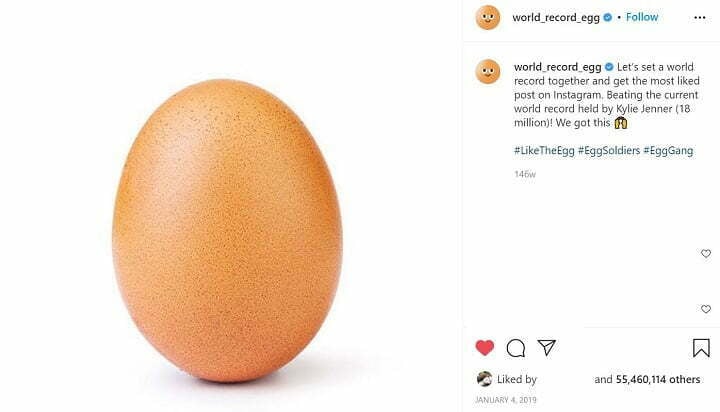 world_record_egg • Follow
world_record_egg Let's set a world
record together and get the most liked
post on Instagram. Beating the current
world record held by Kylie Jenner (18
million)! We got this 🙌
#LikeTheEgg #EggSoldiers #EggGang
146w
Liked by and 55,460,114 others
JANUARY 4, 2019